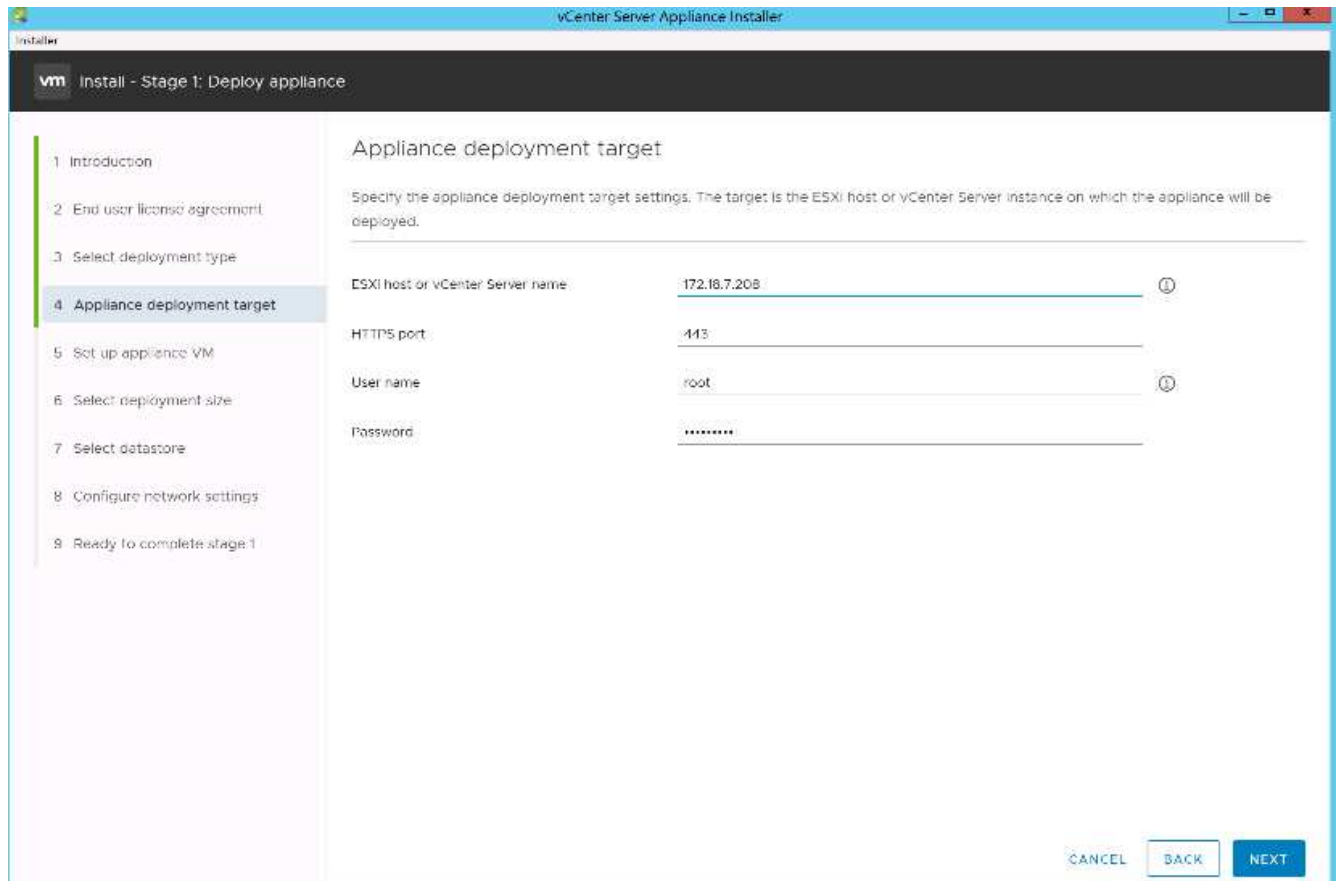 vCenter Server Appliance Installer
Installer
vm Install - Stage 1: Deploy appliance
1 Introduction
2 End user license agreement
3 Select deployment type
4 Appliance deployment target
5 Set up appliance VM
6 Select deployment size
7 Select datastore
8 Configure network settings
9 Ready to complete stage 1
Appliance deployment target
Specify the appliance deployment target settings. The target is the ESXi host or vCenter Server instance on which the appliance will be
deployed.
ESXi host or vCenter Server name 172.18.7.208
HTTPS port 443
User name root
Password •••••••••
CANCEL BACK NEXT